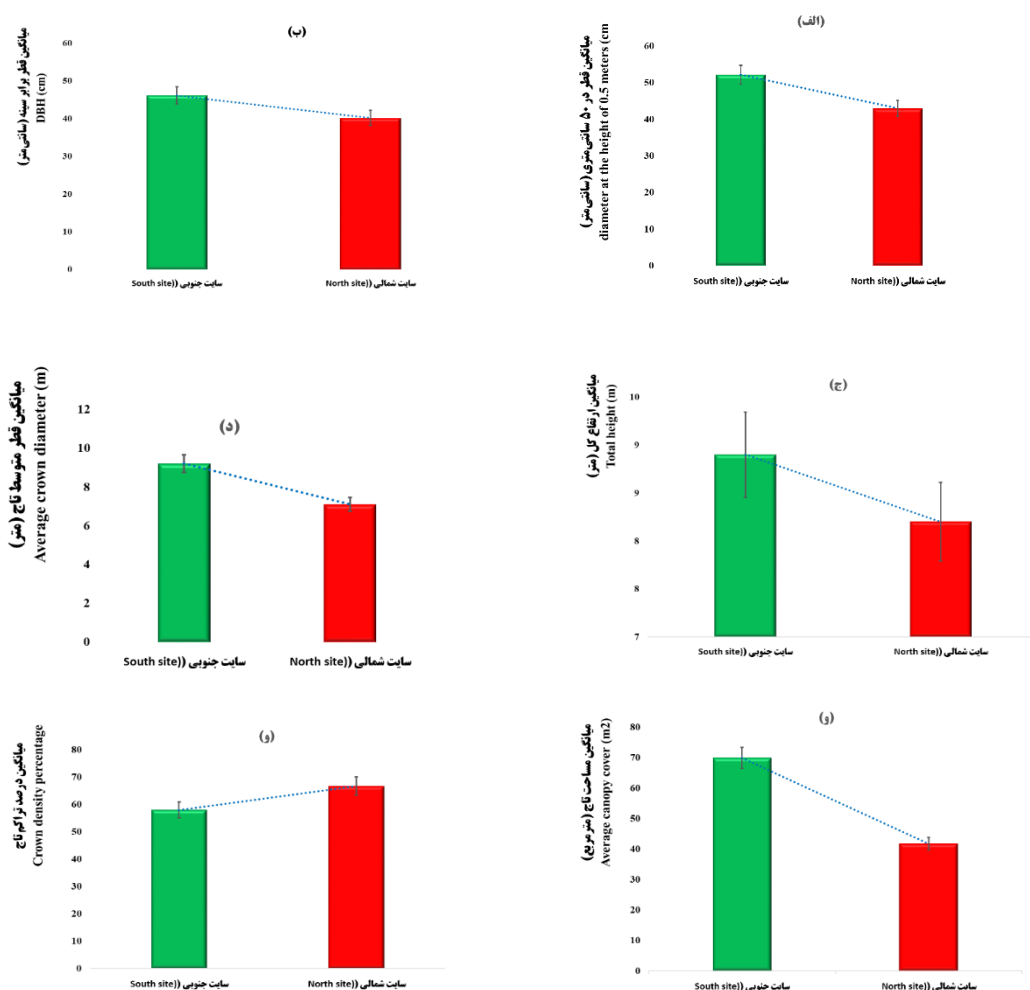 (الف)
میانگین قطر در ۵۰ سانتی‌متری (سانتی‌متر)
diameter at the height of 0.5 meters (cm
60
50
40
30
20
10
0
سایت جنوبی ((South site
سایت شمالی ((North site
(ب)
میانگین قطر برابر سینه (سانتی‌متر)
DBH (cm)
60
50
40
30
20
10
0
سایت جنوبی ((South site
سایت شمالی ((North site
(ج)
میانگین ارتفاع کل (متر)
Total height (m)
10
9
9
8
8
7
سایت جنوبی ((South site
سایت شمالی ((North site
(د)
میانگین قطر متوسط تاج (متر)
Average crown diameter (m)
12
10
8
6
4
2
0
سایت جنوبی ((South site
سایت شمالی ((North site
(و)
میانگین مساحت تاج (متر مربع)
Average canopy cover (m2)
80
70
60
50
40
30
20
10
0
سایت جنوبی ((South site
سایت شمالی ((North site
(و)
میانگین درصد تراکم تاج
Crown density percentage
80
70
60
50
40
30
20
10
0
سایت جنوبی ((South site
سایت شمالی ((North site